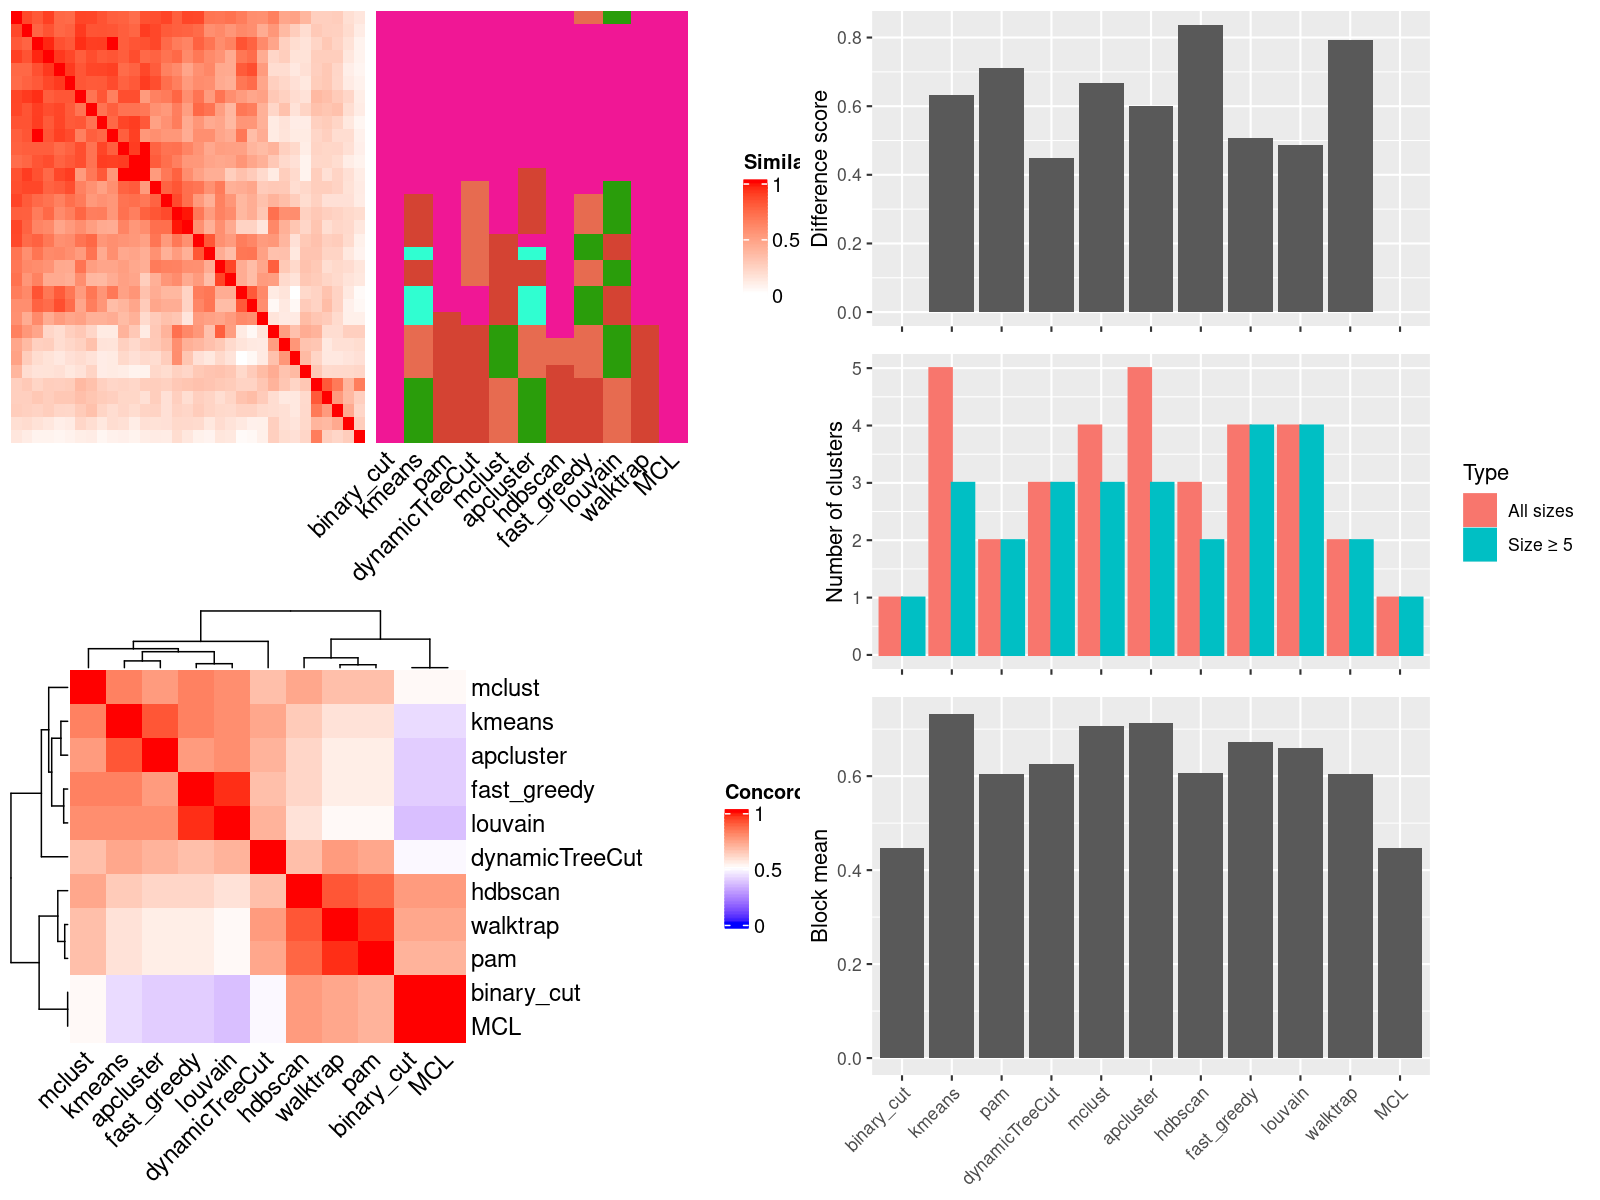 Simila
1
0.5
0
binary_cut
kmeans
pam
dynamicTreeCut
mclust
apcluster
hdbscan
fast_greedy
louvain
walktrap
MCL
Difference score
0.8
0.6
0.4
0.2
0.0
Number of clusters
5
4
3
2
1
0
Type
All sizes
Size ≥ 5
mclust
kmeans
apcluster
fast_greedy
louvain
dynamicTreeCut
hdbscan
walktrap
pam
binary_cut
MCL
mclust
kmeans
apcluster
fast_greedy
louvain
dynamicTreeCut
hdbscan
walktrap
pam
binary_cut
MCL
Concord
1
0.5
0
Block mean
0.6
0.4
0.2
0.0
binary_cut
kmeans
pam
dynamicTreeCut
mclust
apcluster
hdbscan
fast_greedy
louvain
walktrap
MCL